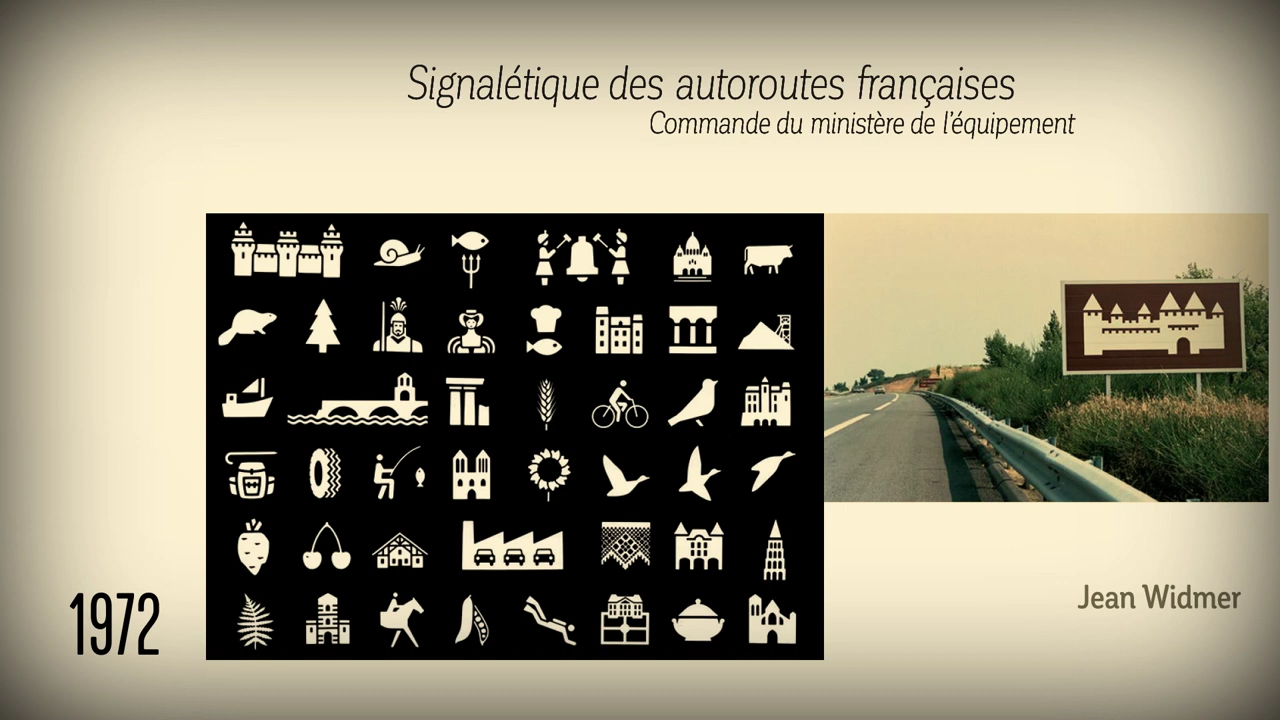 Signalétique des autoroutes françaises
Commande du ministère de l'équipement
Jean Widmer
1972